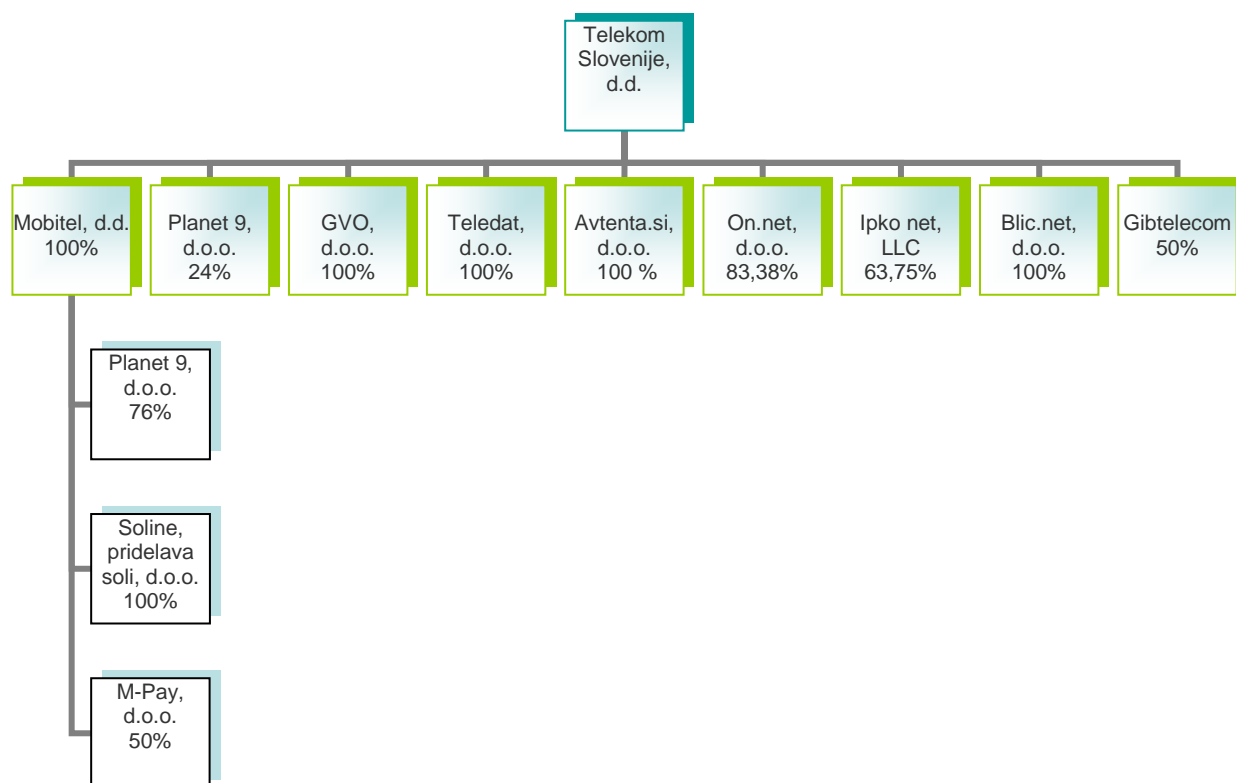 Telekom
Slovenije,
d.d.
Mobitel, d.d.
100%
Planet 9,
d.o.o.
24%
GVO,
d.o.o.
100%
Teledat,
d.o.o.
100%
Avtenta.si,
d.o.o.
100 %
On.net,
d.o.o.
83,38%
Ipko net,
LLC
63,75%
Blic.net,
d.o.o.
100%
Gibtelecom
50%
Planet 9,
d.o.o.
76%
Soline,
pridelava
soli, d.o.o.
100%
M-Pay,
d.o.o.
50%